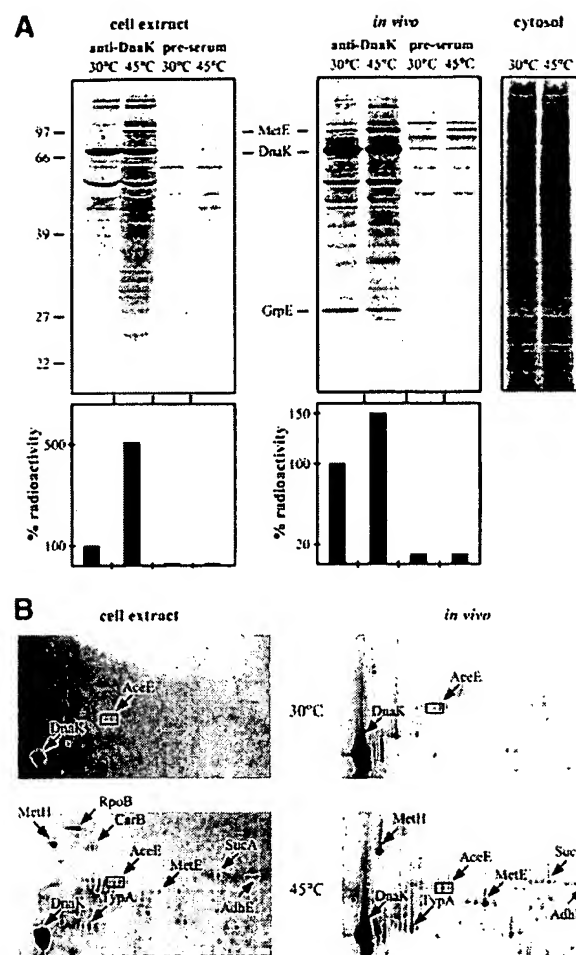 A
cell extract
in vivo
cytosol
anti-DnaK pre-serum
anti-DnaK pre-serum
30°C 45°C 30°C 45°C
30°C 45°C 30°C 45°C
30°C 45°C
97
66
39
27
22
MetE
DnaK
GrpE
% radioactivity
500
100
% radioactivity
150
100
20
B
cell extract
in vivo
AceE
DnaK
AceE
DnaK
30°C
MetH
RpoB
CarB
AceE
MetE
SucA
DnaK
TypA
AdhE
45°C
MetH
AceE
MetE
Suc
DnaK
TypA
Adh